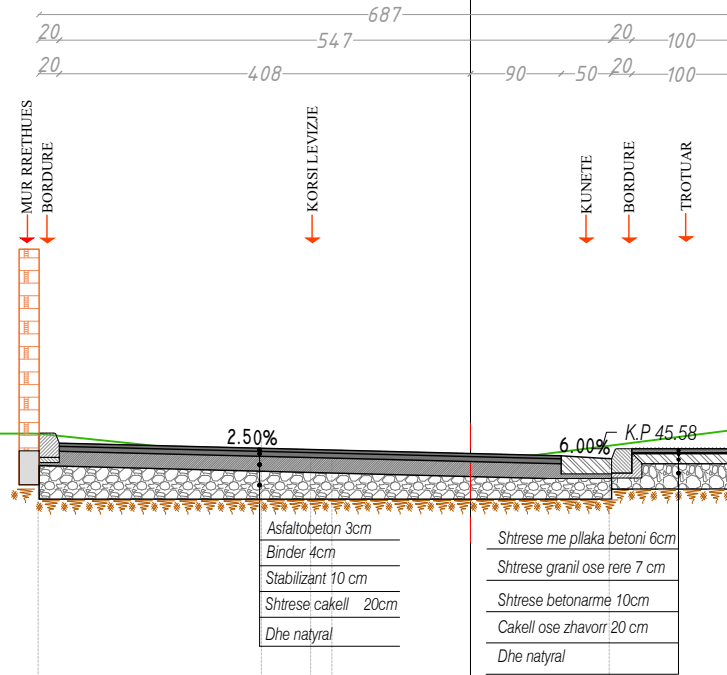 687
20 547 20 100
20 408 90 50 20 100
MUR RRETHUES
BORDURE
KORSI LEVIZJE
KUNETE
BORDURE
TROTUAR
2.50%
6.00%
K.P 45.58
Asfaltobeton 3cm
Binder 4cm
Stabilizant 10 cm
Shtrese cakell 20cm
Dhe natyral
Shtrese me pllaka betoni 6cm
Shtrese granil ose rere 7 cm
Shtrese betonarme 10cm
Cakell ose zhavorr 20 cm
Dhe natyral